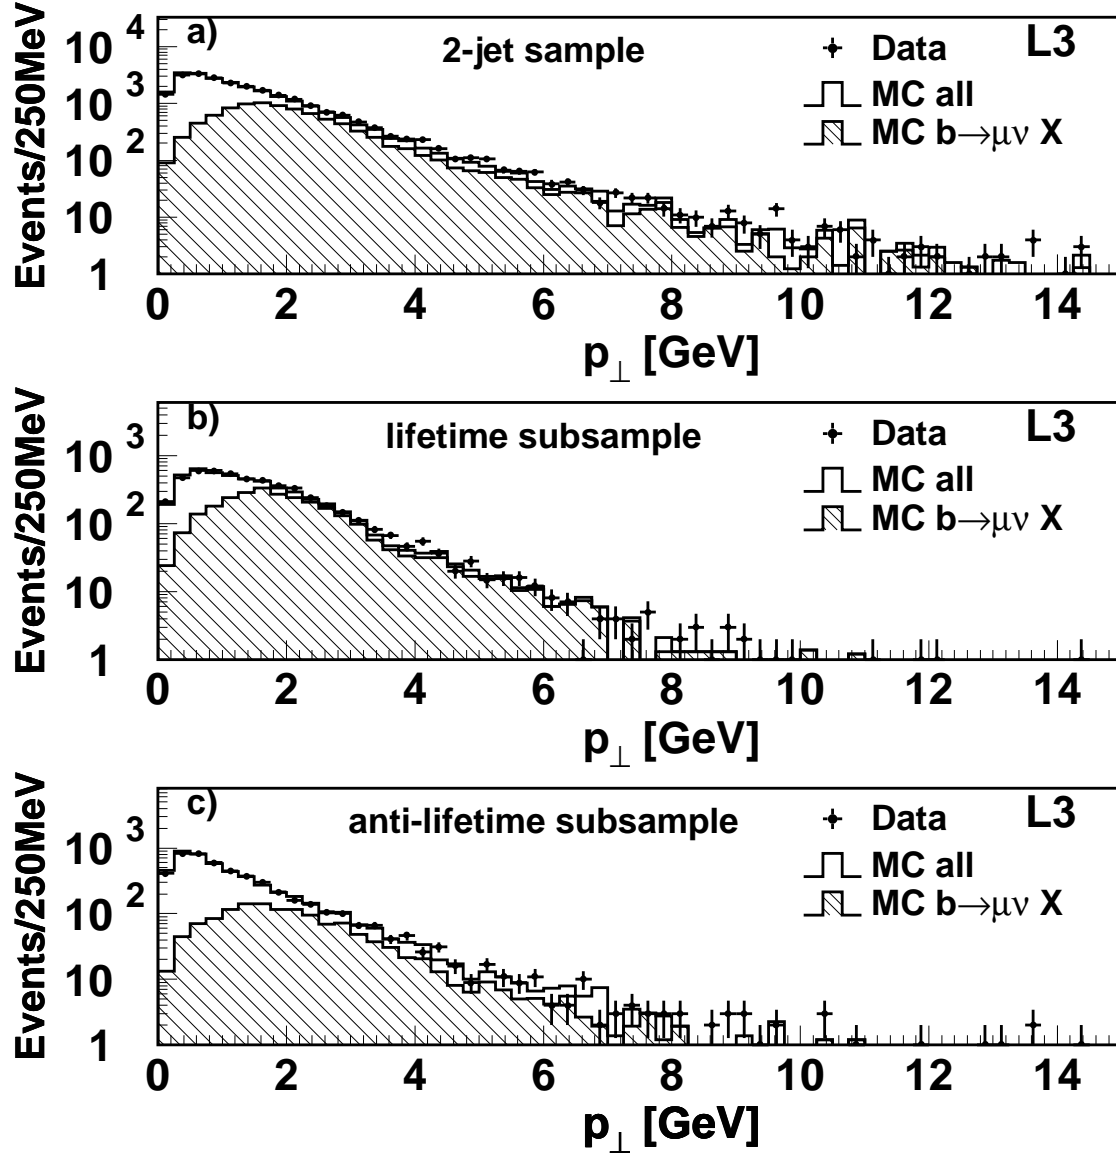 a)
2-jet sample
L3
Data
MC all
MC b→μν X
Events/250MeV
10 4
10 3
10 2
10
1
0 2 4 6 8 10 12 14
p⊥ [GeV]
b)
lifetime subsample
L3
Data
MC all
MC b→μν X
Events/250MeV
10 3
10 2
10
1
0 2 4 6 8 10 12 14
p⊥ [GeV]
c)
anti-lifetime subsample
L3
Data
MC all
MC b→μν X
Events/250MeV
10 3
10 2
10
1
0 2 4 6 8 10 12 14
p⊥ [GeV]